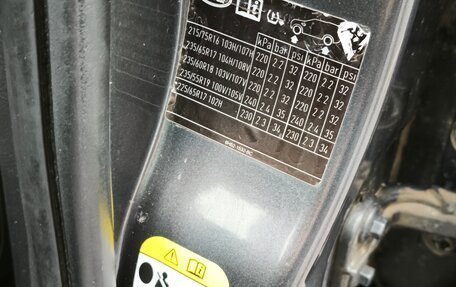 kPa bar psi kPa bar psi
215/75R16 103H/107H 220 2.2 32 220 2.2 32
235/65R17 104H/108V 220 2.2 32 220 2.2 32
235/60R18 103V/107V 220 2.2 32 220 2.2 32
235/55R19 100V/105V 240 2.4 35 240 2.4 35
225/65R17 102H 230 2.3 34 230 2.3 34